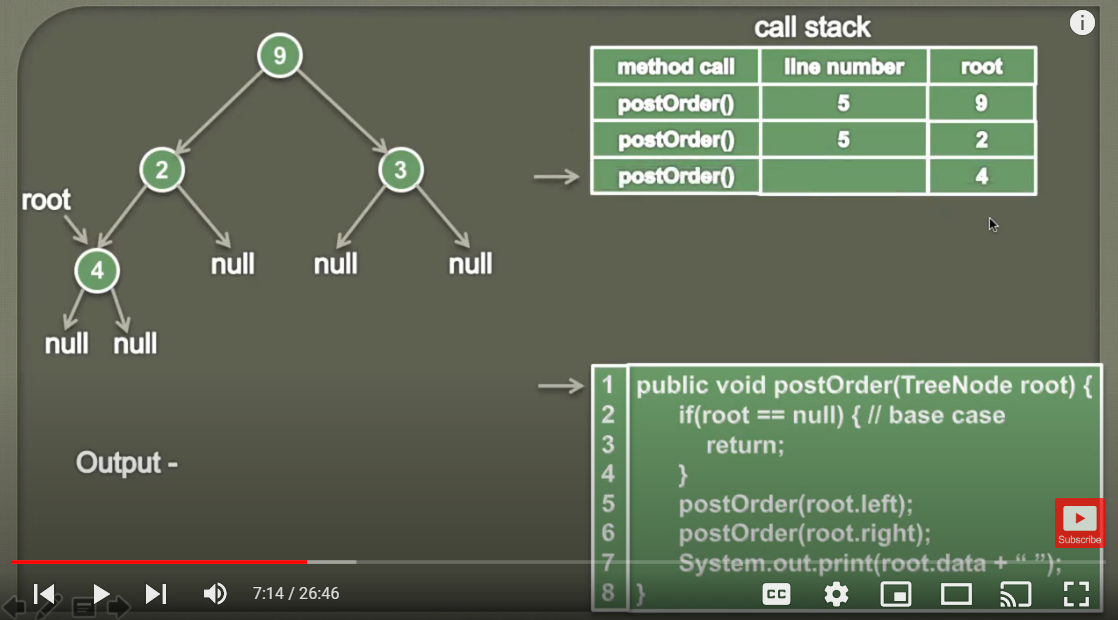 call stack
method call line number root
postOrder() 5 9
postOrder() 5 2
postOrder() 4
9
2
3
root
4
null
null
null
null
null
Output -
1 public void postOrder(TreeNode root) {
2 if(root == null) { // base case
3 return;
4 }
5 postOrder(root.left);
6 postOrder(root.right);
7 System.out.print(root.data + “ ”);
8 }
Subscribe
7:14 / 26:46
CC
i